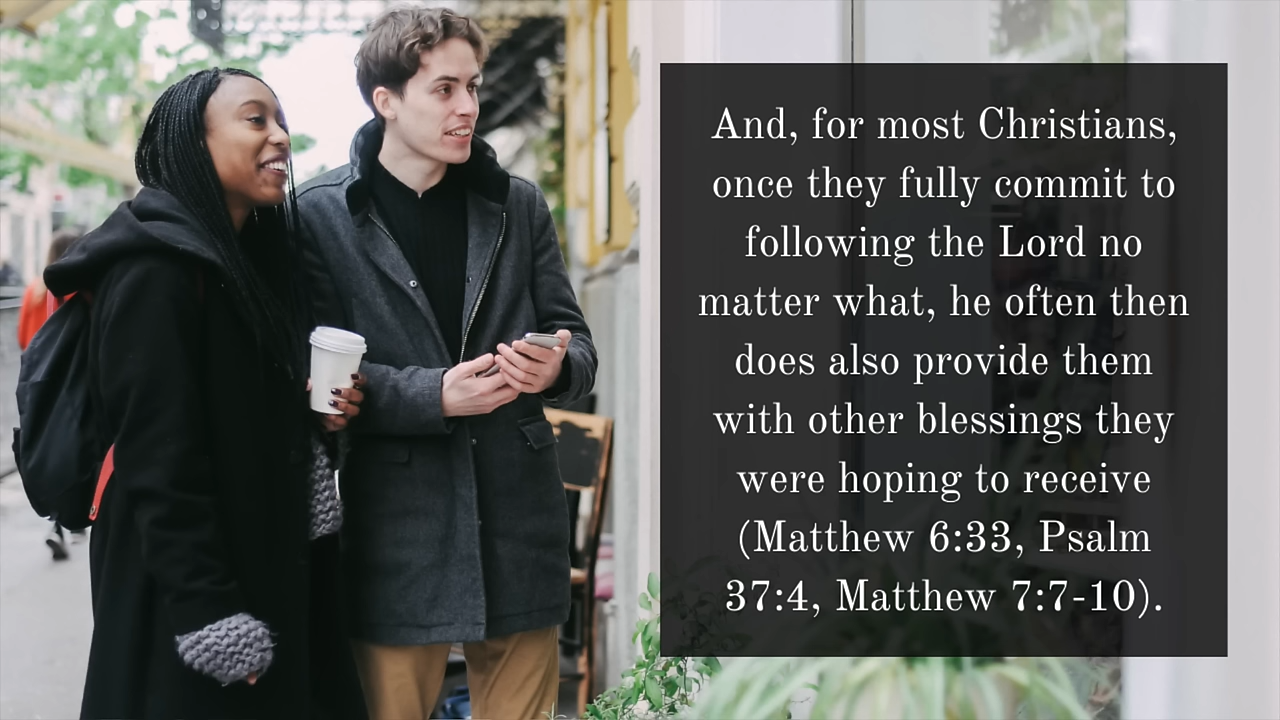 And, for most Christians,
once they fully commit to
following the Lord no
matter what, he often then
does also provide them
with other blessings they
were hoping to receive
(Matthew 6:33, Psalm
37:4, Matthew 7:7-10).